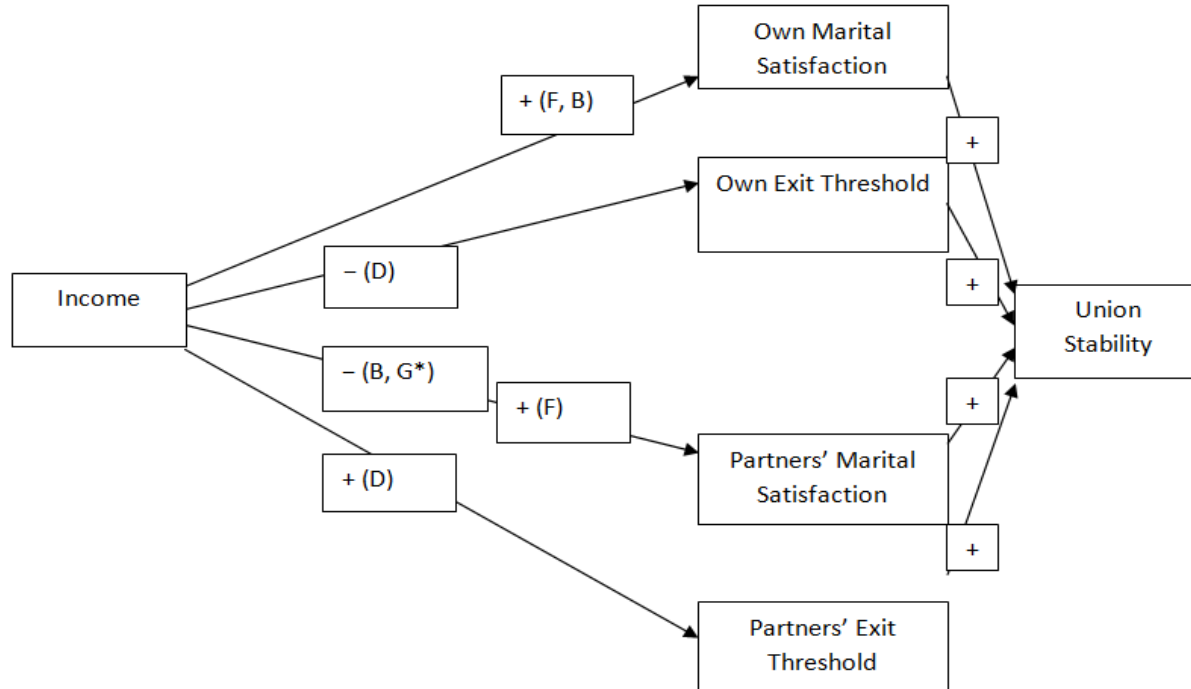 Own Marital
Satisfaction
+ (F, B)
+
Own Exit Threshold
− (D)
+
Income
Union
Stability
− (B, G*)
+ (F)
+
Partners’ Marital
Satisfaction
+ (D)
+
Partners’ Exit
Threshold